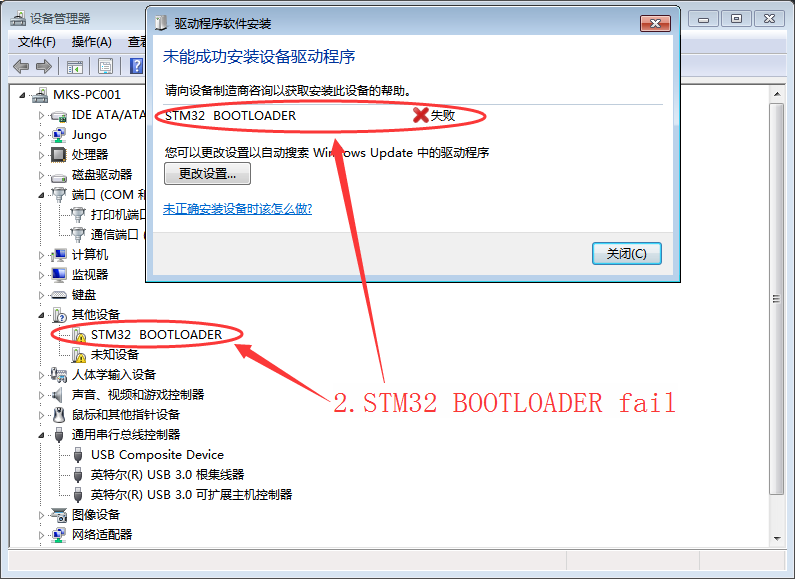 设备管理器
文件(F) 操作(A) 查看
MKS-PC001
IDE ATA/ATA
Jungo
处理器
磁盘驱动器
端口 (COM 和
打印机端口
通信端口 (
计算机
监视器
键盘
其他设备
STM32 BOOTLOADER
未知设备
人体学输入设备
声音、视频和游戏控制器
鼠标和其他指针设备
通用串行总线控制器
USB Composite Device
英特尔(R) USB 3.0 根集线器
英特尔(R) USB 3.0 可扩展主机控制器
图像设备
网络适配器
驱动程序软件安装
未能成功安装设备驱动程序
请向设备制造商咨询以获取安装此设备的帮助。
STM32 BOOTLOADER 失败
您可以更改设置以自动搜索 Windows Update 中的驱动程序
更改设置...
未正确安装设备时该怎么做?
关闭(C)
2.STM32 BOOTLOADER fail